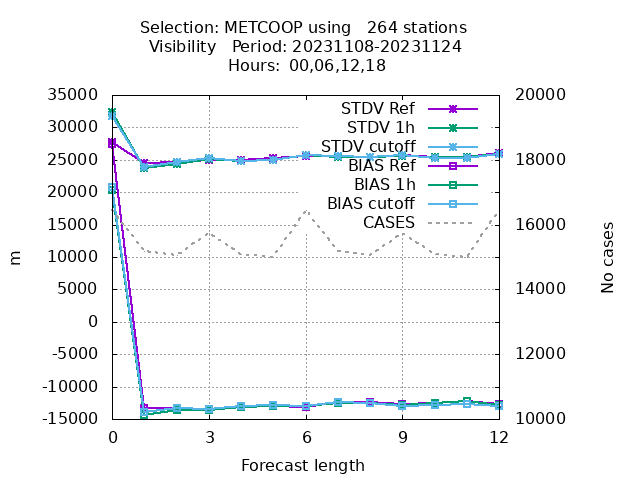 Selection: METCOOP using   264 stations
Visibility   Period: 20231108-20231124
Hours: 00,06,12,18
35000
30000
25000
20000
15000
10000
5000
0
-5000
-10000
-15000
m
20000
18000
16000
14000
12000
10000
No cases
STDV Ref
STDV 1h
STDV cutoff
BIAS Ref
BIAS 1h
BIAS cutoff
CASES
0 3 6 9 12
Forecast length